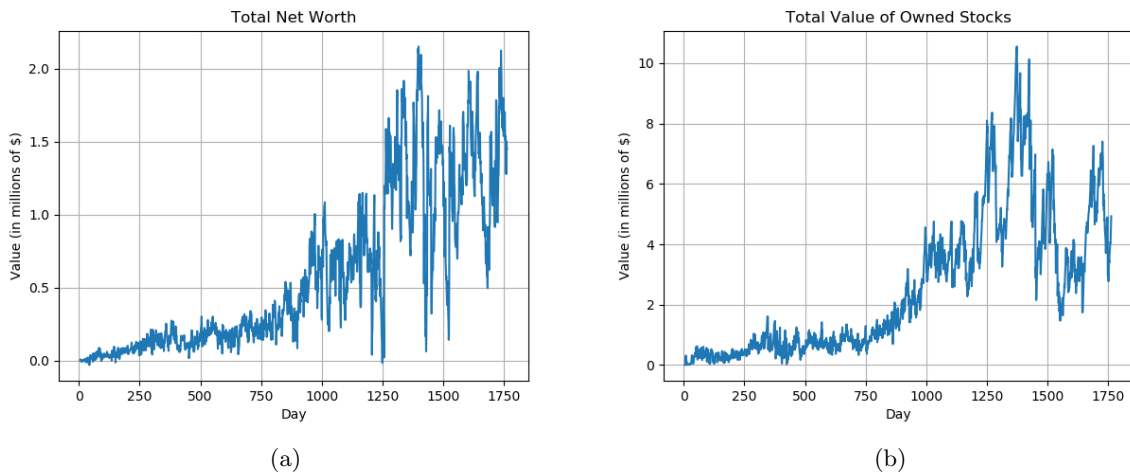 Total Net Worth
Value (in millions of $)
2.0
1.5
1.0
0.5
0.0
0 250 500 750 1000 1250 1500 1750
Day
(a)
Total Value of Owned Stocks
Value (in millions of $)
10
8
6
4
2
0
0 250 500 750 1000 1250 1500 1750
Day
(b)